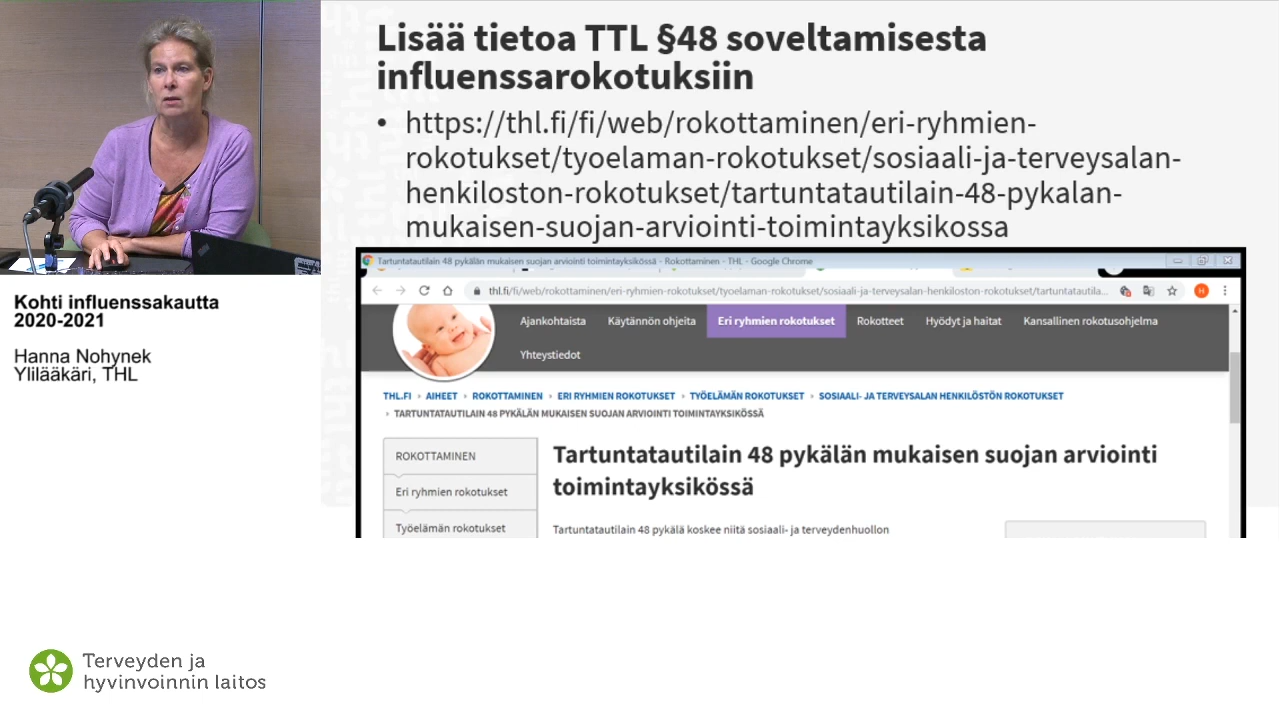 Lisää tietoa TTL §48 soveltamisesta
influenssarokotuksiin
• https://thl.fi/fi/web/rokottaminen/eri-ryhmien-
rokotukset/tyoelaman-rokotukset/sosiaali-ja-terveysalan-
henkiloston-rokotukset/tartuntatautilain-48-pykalan-
mukaisen-suojan-arviointi-toimintayksikossa
Tartuntatautilain 48 pykälän mukaisen suojan arviointi toimintayksikössä - Rokottaminen - THL - Google Chrome
thl.fi/fi/web/rokottaminen/eri-ryhmien-rokotukset/tyoelaman-rokotukset/sosiaali-ja-terveysalan-henkiloston-rokotukset/tartuntatautila...
H
Ajankohtaista Käytännön ohjeita Eri ryhmien rokotukset Rokotteet Hyödyt ja haitat Kansallinen rokotusohjelma
Yhteystiedot
THL.FI › AIHEET › ROKOTTAMINEN › ERI RYHMIEN ROKOTUKSET › TYÖELÄMÄN ROKOTUKSET › SOSIAALI- JA TERVEYSALAN HENKILÖSTÖN ROKOTUKSET
› TARTUNTATAUTILAIN 48 PYKÄLÄN MUKAISEN SUOJAN ARVIOINTI TOIMINTAYKSIKÖSSÄ
ROKOTTAMINEN
Eri ryhmien rokotukset
Työelämän rokotukset
Tartuntatautilain 48 pykälän mukaisen suojan arviointi
toimintayksikössä
Tartuntatautilain 48 pykälä koskee niitä sosiaali- ja terveydenhuollon
Kohti influenssakautta
2020-2021
Hanna Nohynek
Ylilääkäri, THL
Terveyden ja
hyvinvoinnin laitos